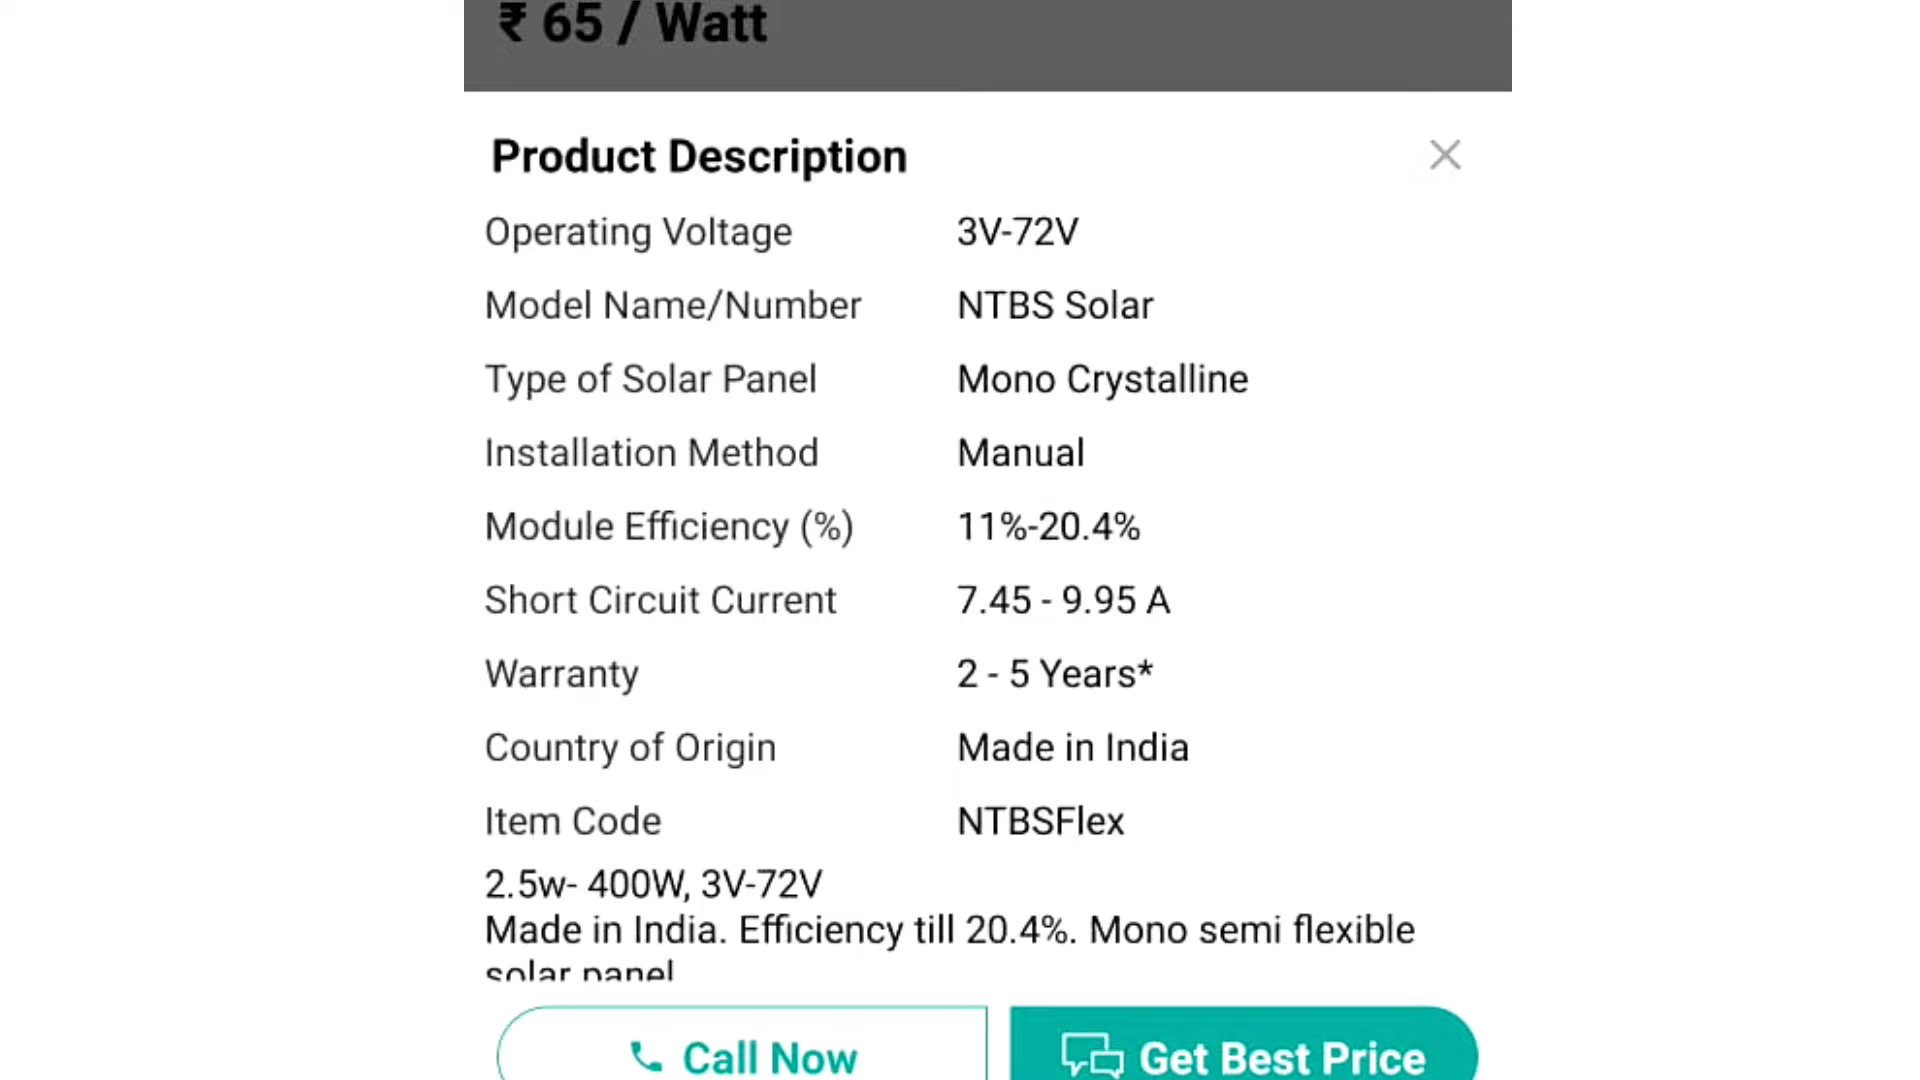 ₹ 65 / Watt
Product Description
Operating Voltage 3V-72V
Model Name/Number NTBS Solar
Type of Solar Panel Mono Crystalline
Installation Method Manual
Module Efficiency (%) 11%-20.4%
Short Circuit Current 7.45 - 9.95 A
Warranty 2 - 5 Years*
Country of Origin Made in India
Item Code NTBSFlex
2.5w- 400W, 3V-72V
Made in India. Efficiency till 20.4%. Mono semi flexible
solar panel
Call Now
Get Best Price